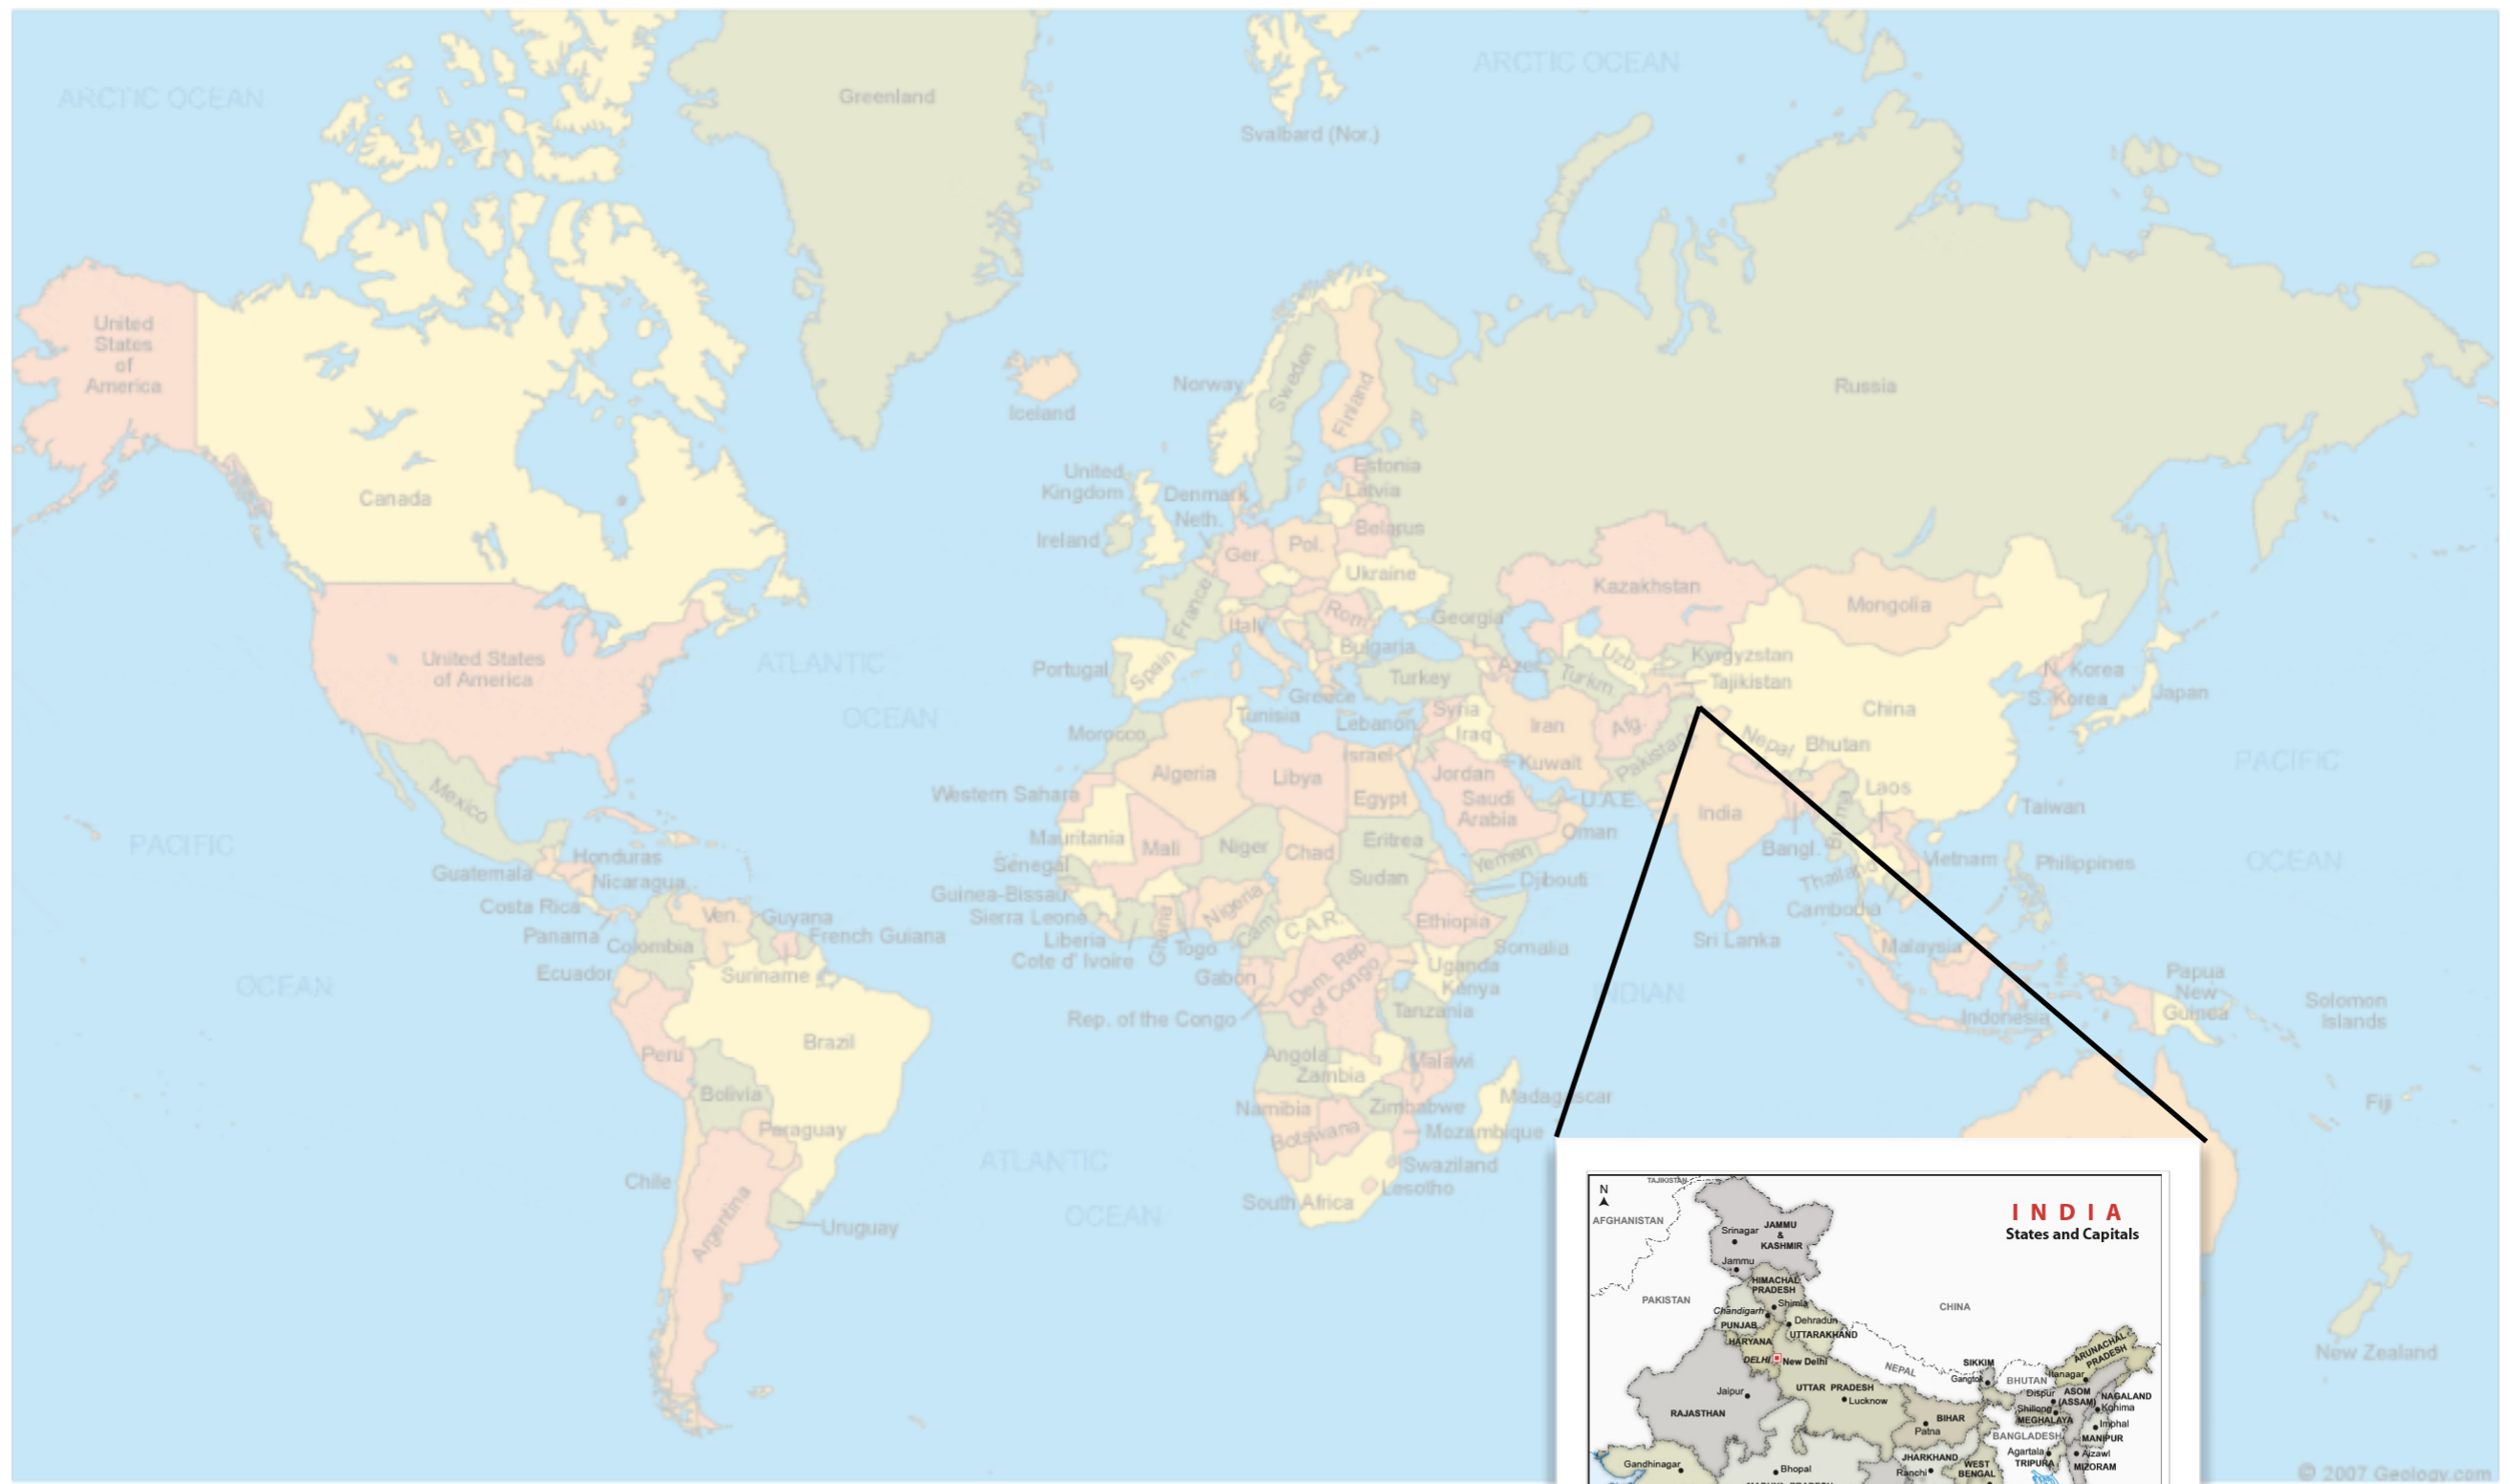 ARCTIC OCEAN
ARCTIC OCEAN
Greenland
Svalbard (Nor.)
United
States
of
America
Canada
Iceland
Norway
Sweden
Finland
Russia
United
Kingdom
Ireland
Denmark
Neth.
Estonia
Latvia
Belarus
Ger.
Pol.
Ukraine
France
Rom.
Italy
Bulgaria
Georgia
Kazakhstan
Mongolia
United States
of America
ATLANTIC
OCEAN
Portugal
Spain
Greece
Turkey
Azer.
Uzb.
Turkm.
Kyrgyzstan
Tajikistan
China
N. Korea
S. Korea
Japan
Morocco
Tunisia
Lebanon
Syria
Iraq
Iran
Afg.
Pakistan
Nepal
Bhutan
PACIFIC
OCEAN
Mexico
Western Sahara
Algeria
Libya
Israel
Egypt
Jordan
Kuwait
Saudi
Arabia
U.A.E.
Oman
India
Laos
Taiwan
PACIFIC
OCEAN
Guatemala
Honduras
Nicaragua
Costa Rica
Panama
Mauritania
Mali
Niger
Chad
Eritrea
Sudan
Yemen
Djibouti
Bangl.
Thailand
Vietnam
Cambodia
Philippines
Senegal
Guinea-Bissau
Sierra Leone
Liberia
Cote d' Ivoire
Ghana
Togo
Nigeria
Cam.
C.A.R.
Ethiopia
Somalia
Sri Lanka
Malaysia
Ven.
Guyana
French Guiana
Colombia
Suriname
Ecuador
Gabon
Dem. Rep.
of Congo
Uganda
Kenya
INDIAN
Papua
New
Guinea
Solomon
Islands
Indonesia
Rep. of the Congo
Tanzania
Brazil
Peru
Bolivia
Angola
Zambia
Malawi
Madagascar
Fiji
Namibia
Botswana
Zimbabwe
Mozambique
Paraguay
ATLANTIC
OCEAN
Chile
Argentina
Uruguay
South Africa
Swaziland
Lesotho
New Zealand
© 2007 Geology.com
N
TAJIKISTAN
INDIA
States and Capitals
AFGHANISTAN
Srinagar
JAMMU
&
KASHMIR
Jammu
HIMACHAL
PRADESH
PAKISTAN
CHINA
Shimla
Chandigarh
PUNJAB
Dehradun
UTTARAKHAND
HARYANA
DELHI
New Delhi
NEPAL
SIKKIM
Gangtok
BHUTAN
ARUNACHAL
PRADESH
Itanagar
Jaipur
RAJASTHAN
UTTAR PRADESH
Lucknow
Dispur
ASOM
(ASSAM)
NAGALAND
Kohima
Shillong
MEGHALAYA
BIHAR
Patna
Imphal
MANIPUR
BANGLADESH
Agartala
TRIPURA
Aizawl
MIZORAM
Gandhinagar
Bhopal
JHARKHAND
Ranchi
WEST
BENGAL